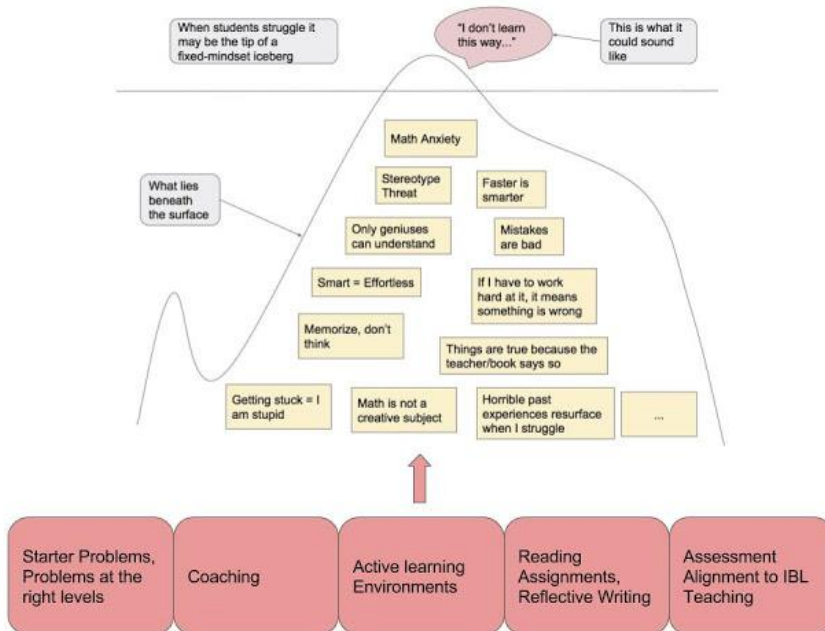 When students struggle it
may be the tip of a
fixed-mindset iceberg
"I don't learn
this way..."
This is what it
could sound
like
Math Anxiety
Stereotype
Threat
Faster is
smarter
What lies
beneath
the surface
Only geniuses
can understand
Mistakes
are bad
Smart = Effortless
If I have to work
hard at it, it means
something is wrong
Memorize, don't
think
Things are true because the
teacher/book says so
Getting stuck = I
am stupid
Math is not a
creative subject
Horrible past
experiences resurface
when I struggle
...
Starter Problems,
Problems at the
right levels
Coaching
Active learning
Environments
Reading
Assignments,
Reflective Writing
Assessment
Alignment to IBL
Teaching